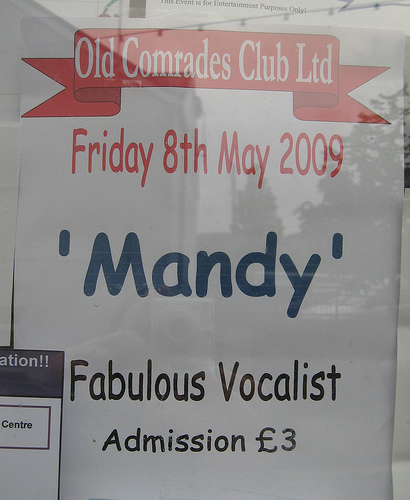 This Event is for Entertainment Purposes Only!
Old Comrades Club Ltd
Friday 8th May 2009
'Mandy'
ation!!
Fabulous Vocalist
Centre
Admission £3